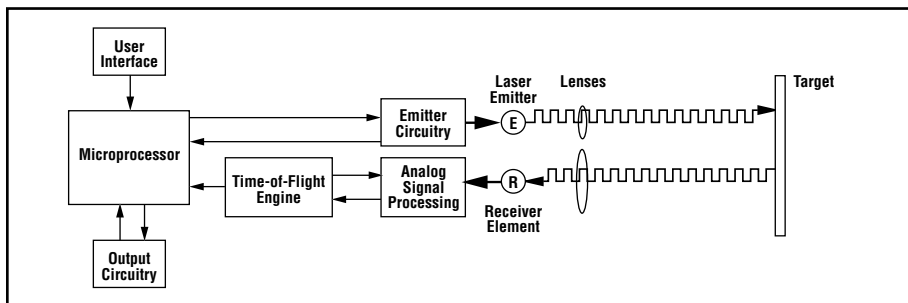 User
Interface
Microprocessor
Output
Circuitry
Emitter
Circuitry
Time-of-Flight
Engine
Analog
Signal
Processing
Laser
Emitter
E
Lenses
Target
R
Receiver
Element